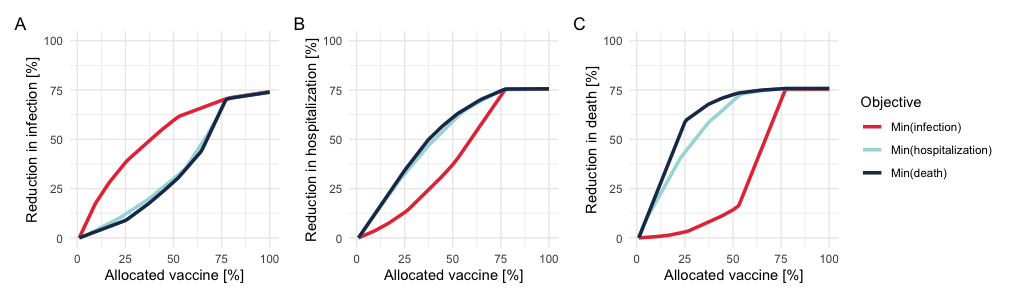 A
Reduction in infection [%]
100
75
50
25
0
0 25 50 75 100
Allocated vaccine [%]
B
Reduction in hospitalization [%]
100
75
50
25
0
0 25 50 75 100
Allocated vaccine [%]
C
Reduction in death [%]
100
75
50
25
0
0 25 50 75 100
Allocated vaccine [%]
Objective
Min(infection)
Min(hospitalization)
Min(death)